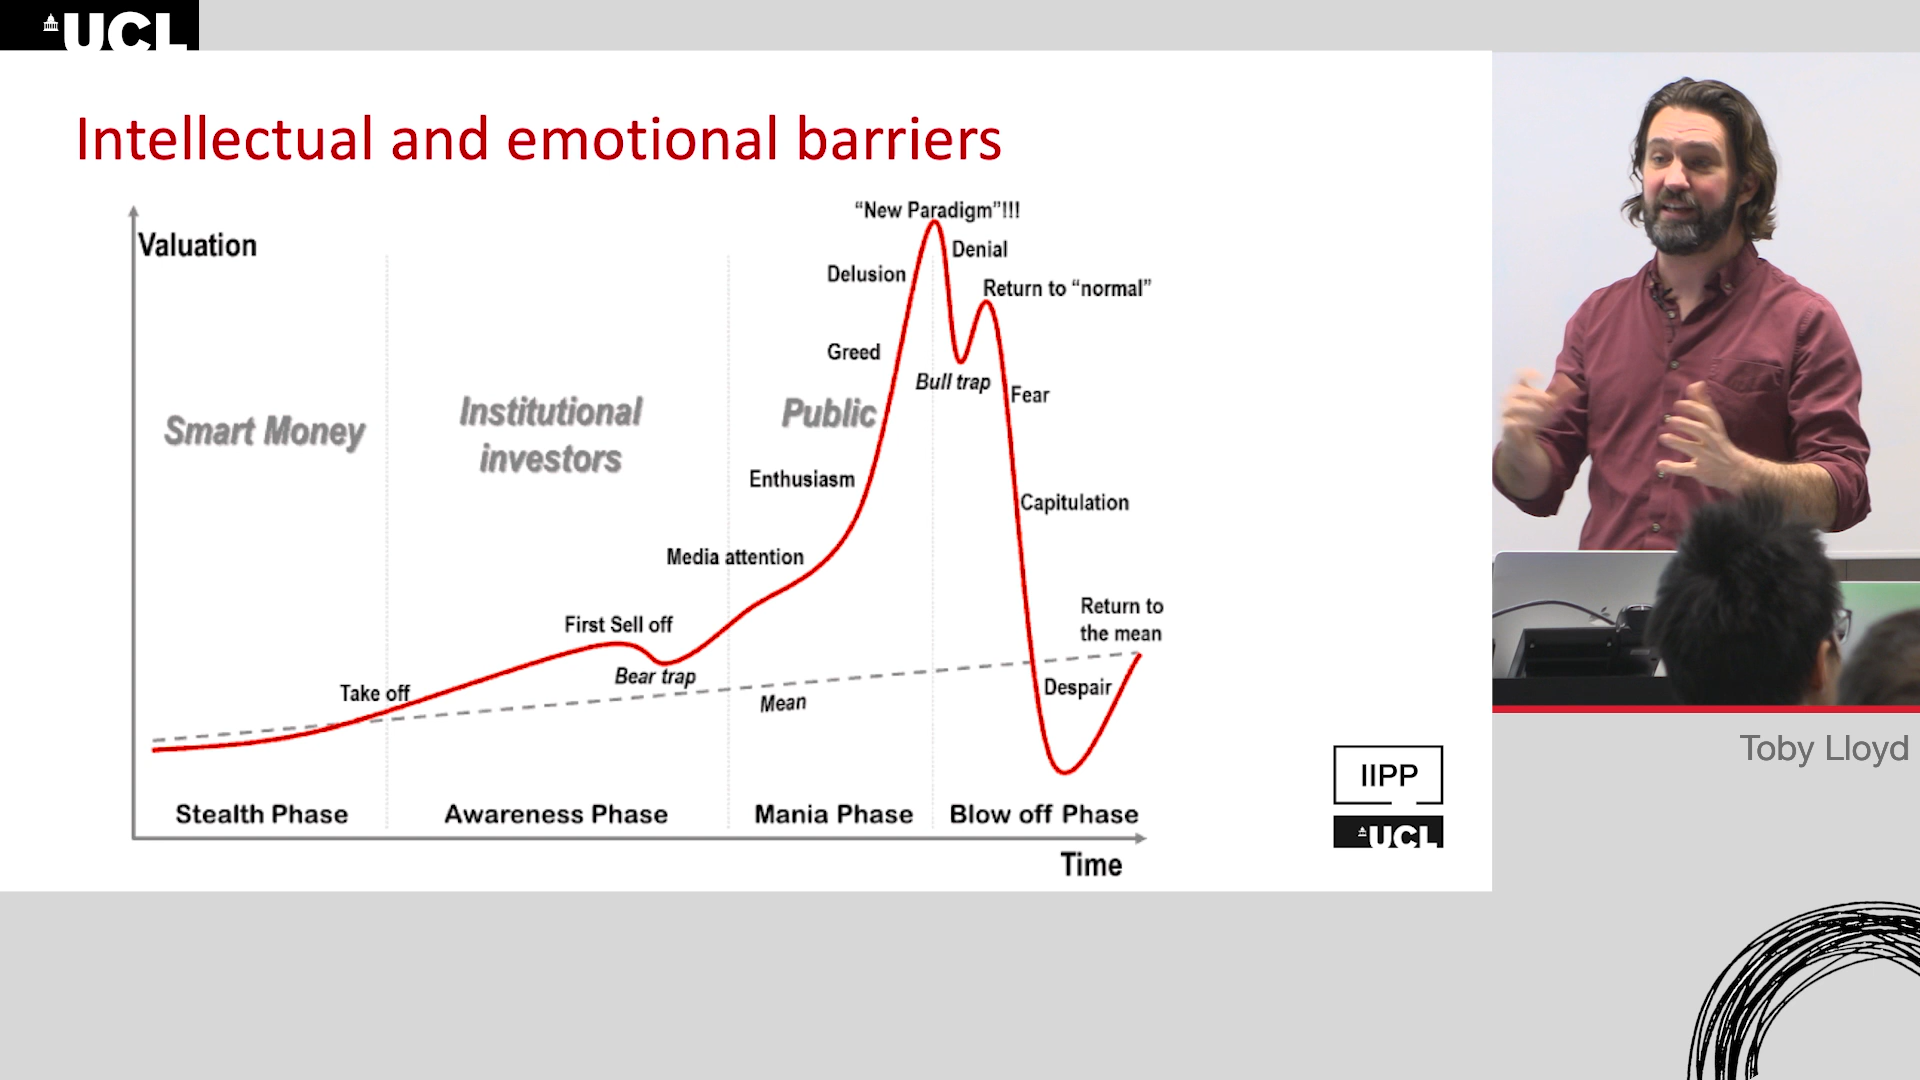 UCL
Intellectual and emotional barriers
"New Paradigm"!!!
Valuation
Denial
Delusion
Return to "normal"
Greed
Bull trap
Fear
Smart Money
Institutional
investors
Public
Enthusiasm
Capitulation
Media attention
First Sell off
Return to
the mean
Bear trap
Take off
Mean
Despair
Stealth Phase
Awareness Phase
Mania Phase
Blow off Phase
Time
IIPP
UCL
Toby Lloyd